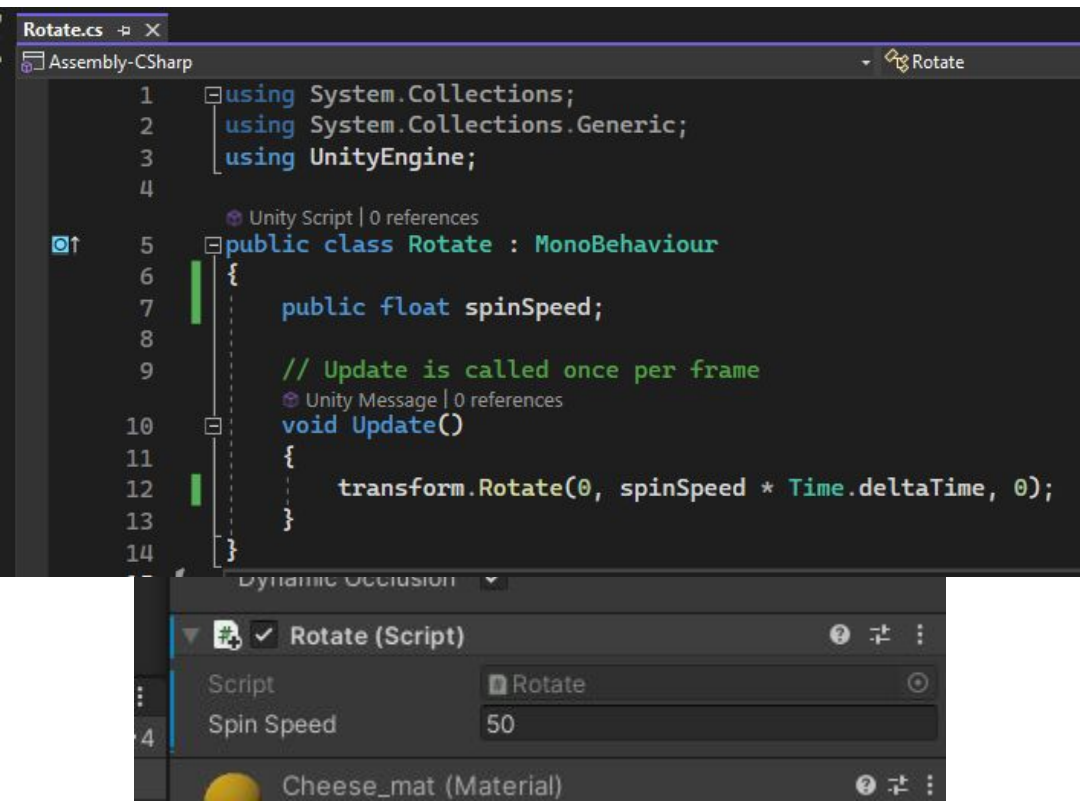 Rotate.cs
Assembly-CSharp
Rotate
1 using System.Collections;
2 using System.Collections.Generic;
3 using UnityEngine;
4
Unity Script | 0 references
5 public class Rotate : MonoBehaviour
6 {
7 public float spinSpeed;
8
9 // Update is called once per frame
Unity Message | 0 references
10 void Update()
11 {
12 transform.Rotate(0, spinSpeed * Time.deltaTime, 0);
13 }
14 }
Dynamic Occlusion
Rotate (Script)
Script Rotate
Spin Speed 50
4
Cheese_mat (Material)